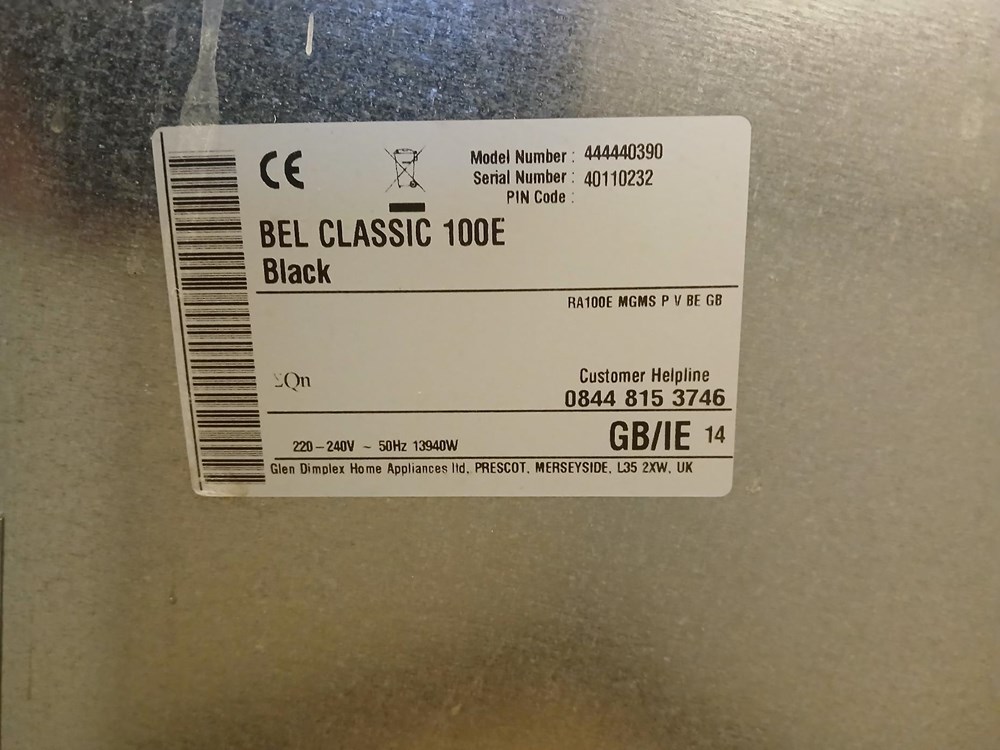 CE
Model Number : 444440390
Serial Number : 40110232
PIN Code :
BEL CLASSIC 100E
Black
RA100E MGMS P V BE GB
ΣQn
Customer Helpline
0844 815 3746
220-240V ~ 50Hz 13940W
GB/IE 14
Glen Dimplex Home Appliances ltd, PRESCOT, MERSEYSIDE, L35 2XW, UK